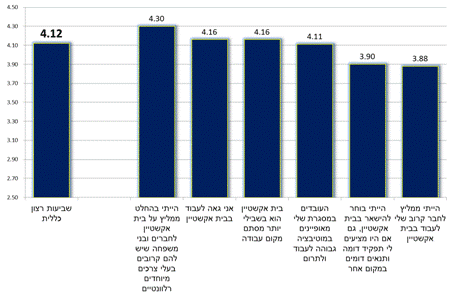 4.50
4.30
4.10
3.90
3.70
3.50
3.30
3.10
2.90
2.70
2.50
4.12
4.30
4.16
4.16
4.11
3.90
3.88
שביעות רצון
כללית
הייתי בהחלט
ממליץ על בית
אקשטיין
לחברים ובני
משפחה שיש
להם קרובים
בעלי צרכים
מיוחדים
רלוונטיים
אני גאה לעבוד
בבית אקשטיין
בית אקשטיין
הוא בשבילי
יותר מסתם
מקום עבודה
העובדים
במסגרת שלי
מאופיינים
במוטיבציה
גבוהה לעבוד
ולתרום
הייתי בוחר
להישאר בבית
אקשטיין, גם
אם היו מציעים
לי תפקיד דומה
ותנאים דומים
במקום אחר
הייתי ממליץ
לחבר קרוב שלי
לעבוד בבית
אקשטיין